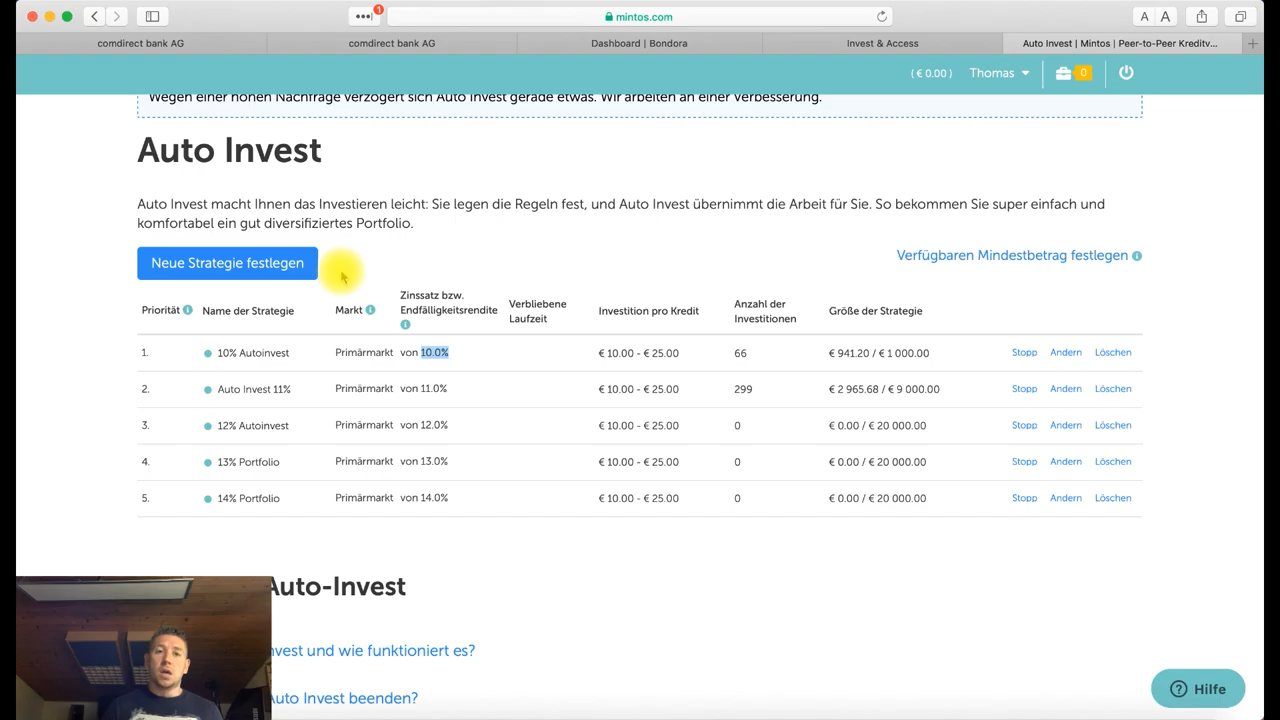 1
mintos.com
A A
comdirect bank AG
comdirect bank AG
Dashboard | Bondora
Invest & Access
Auto Invest | Mintos | Peer-to-Peer Kreditv...
( € 0.00 )
Thomas
0
Wegen einer hohen Nachfrage verzögert sich Auto Invest gerade etwas. Wir arbeiten an einer Verbesserung.
Auto Invest
Auto Invest macht Ihnen das Investieren leicht: Sie legen die Regeln fest, und Auto Invest übernimmt die Arbeit für Sie. So bekommen Sie super einfach und
komfortabel ein gut diversifiziertes Portfolio.
Neue Strategie festlegen
Verfügbaren Mindestbetrag festlegen
Priorität Name der Strategie Markt Zinssatz bzw. Endfälligkeitsrendite Verbliebene Laufzeit Investition pro Kredit Anzahl der Investitionen Größe der Strategie
1. 10% Autoinvest Primärmarkt von 10.0% € 10.00 - € 25.00 66 € 941.20 / € 1 000.00 Stopp Ändern Löschen
2. Auto Invest 11% Primärmarkt von 11.0% € 10.00 - € 25.00 299 € 2 965.68 / € 9 000.00 Stopp Ändern Löschen
3. 12% Autoinvest Primärmarkt von 12.0% € 10.00 - € 25.00 0 € 0.00 / € 20 000.00 Stopp Ändern Löschen
4. 13% Portfolio Primärmarkt von 13.0% € 10.00 - € 25.00 0 € 0.00 / € 20 000.00 Stopp Ändern Löschen
5. 14% Portfolio Primärmarkt von 14.0% € 10.00 - € 25.00 0 € 0.00 / € 20 000.00 Stopp Ändern Löschen
Auto-Invest
nvest und wie funktioniert es?
Auto Invest beenden?
Hilfe